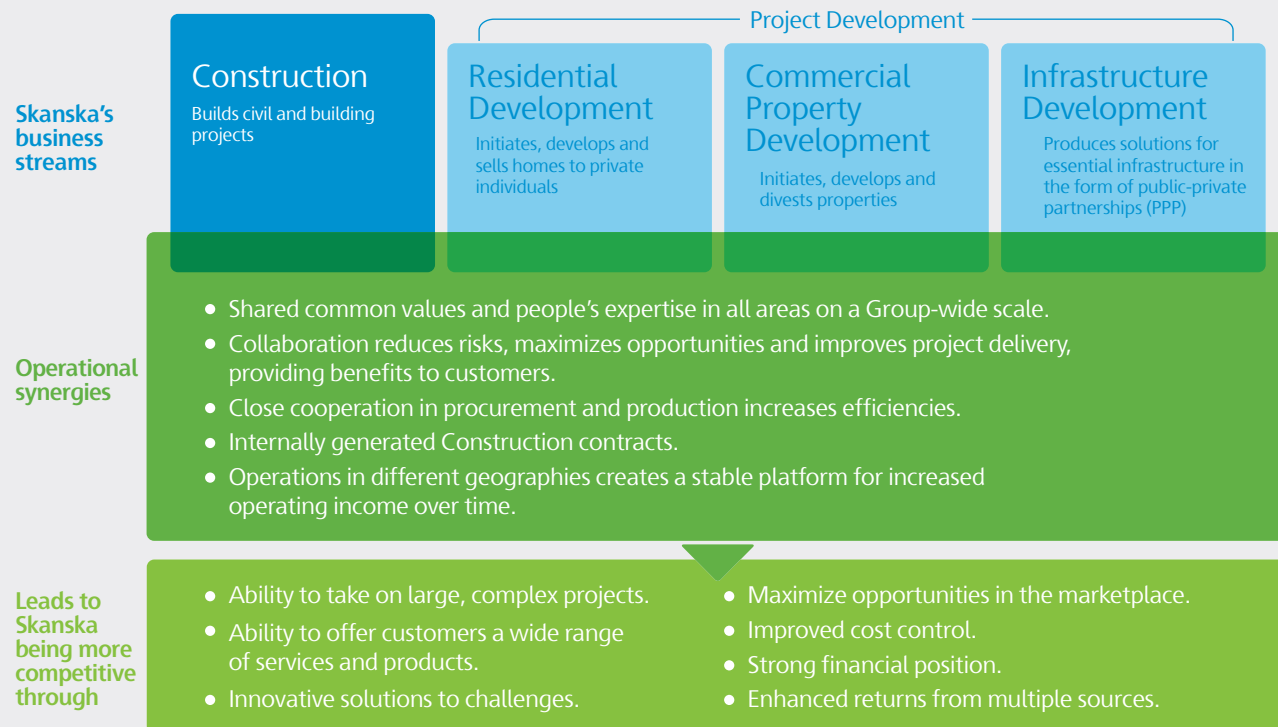 Project Development
Skanska's
business
streams
Construction
Builds civil and building
projects
Residential
Development
Initiates, develops and
sells homes to private
individuals
Commercial
Property
Development
Initiates, develops and
divests properties
Infrastructure
Development
Produces solutions for
essential infrastructure in
the form of public-private
partnerships (PPP)
Operational
synergies
• Shared common values and people's expertise in all areas on a Group-wide scale.
• Collaboration reduces risks, maximizes opportunities and improves project delivery,
providing benefits to customers.
• Close cooperation in procurement and production increases efficiencies.
• Internally generated Construction contracts.
• Operations in different geographies creates a stable platform for increased
operating income over time.
Leads to
Skanska
being more
competitive
through
• Ability to take on large, complex projects.
• Ability to offer customers a wide range
of services and products.
• Innovative solutions to challenges.
• Maximize opportunities in the marketplace.
• Improved cost control.
• Strong financial position.
• Enhanced returns from multiple sources.